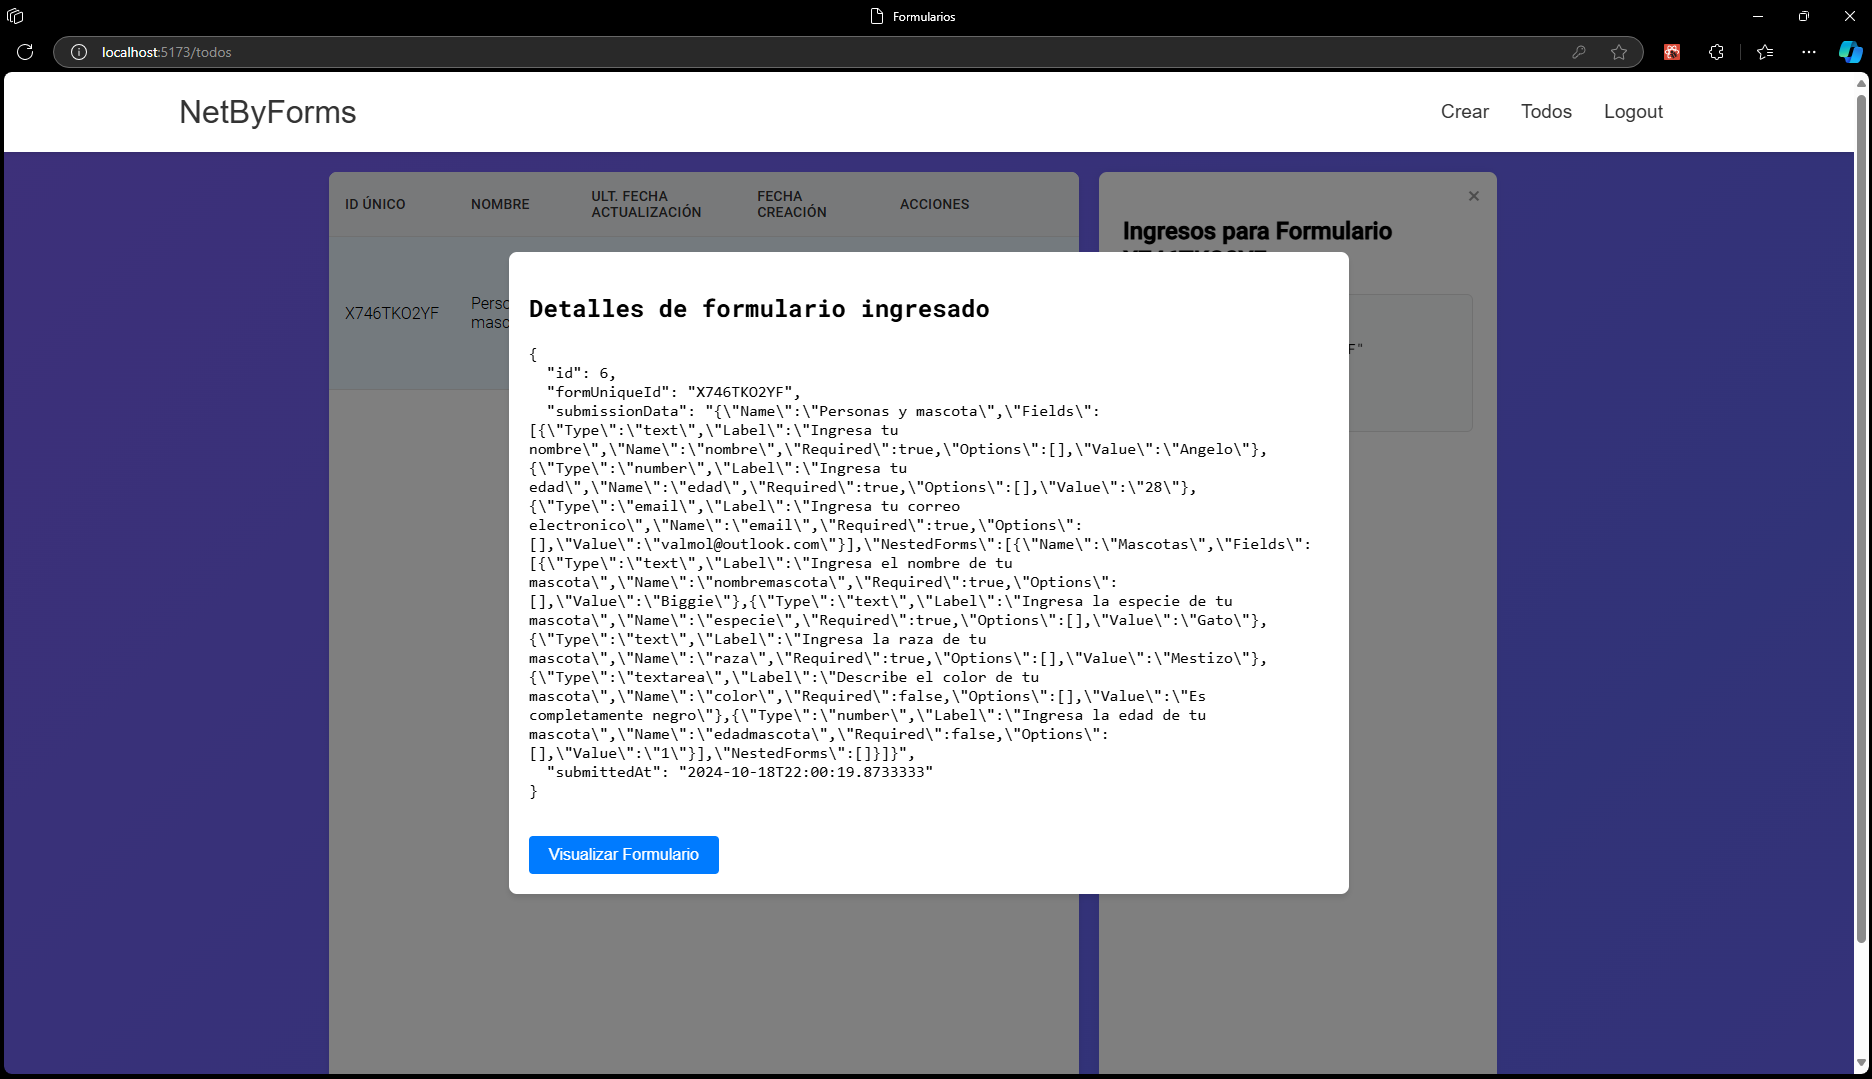 Formularios
localhost:5173/todos
NetByForms
Crear
Todos
Logout
ID ÚNICO
NOMBRE
ULT. FECHA
ACTUALIZACIÓN
FECHA
CREACIÓN
ACCIONES
X746TKO2YF
Perso
masc
×
Ingresos para Formulario
F"
Detalles de formulario ingresado
{
"id": 6,
"formUniqueId": "X746TKO2YF",
"submissionData": "{\"Name\":\"Personas y mascota\",\"Fields\":
[{\"Type\":\"text\",\"Label\":\"Ingresa tu
nombre\",\"Name\":\"nombre\",\"Required\":true,\"Options\":[],\"Value\":\"Angelo\"},
{\"Type\":\"number\",\"Label\":\"Ingresa tu
edad\",\"Name\":\"edad\",\"Required\":true,\"Options\":[],\"Value\":\"28\"},
{\"Type\":\"email\",\"Label\":\"Ingresa tu correo
electronico\",\"Name\":\"email\",\"Required\":true,\"Options\":
[],\"Value\":\"valmol@outlook.com\"}],\"NestedForms\":[{\"Name\":\"Mascotas\",\"Fields\":
[{\"Type\":\"text\",\"Label\":\"Ingresa el nombre de tu
mascota\",\"Name\":\"nombremascota\",\"Required\":true,\"Options\":
[],\"Value\":\"Biggie\"},{\"Type\":\"text\",\"Label\":\"Ingresa la especie de tu
mascota\",\"Name\":\"especie\",\"Required\":true,\"Options\":[],\"Value\":\"Gato\"},
{\"Type\":\"text\",\"Label\":\"Ingresa la raza de tu
mascota\",\"Name\":\"raza\",\"Required\":true,\"Options\":[],\"Value\":\"Mestizo\"},
{\"Type\":\"textarea\",\"Label\":\"Describe el color de tu
mascota\",\"Name\":\"color\",\"Required\":false,\"Options\":[],\"Value\":\"Es
completamente negro\"},{\"Type\":\"number\",\"Label\":\"Ingresa la edad de tu
mascota\",\"Name\":\"edadmascota\",\"Required\":false,\"Options\":
[],\"Value\":\"1\"}],\"NestedForms\":[]}]}",
"submittedAt": "2024-10-18T22:00:19.8733333"
}
Visualizar Formulario